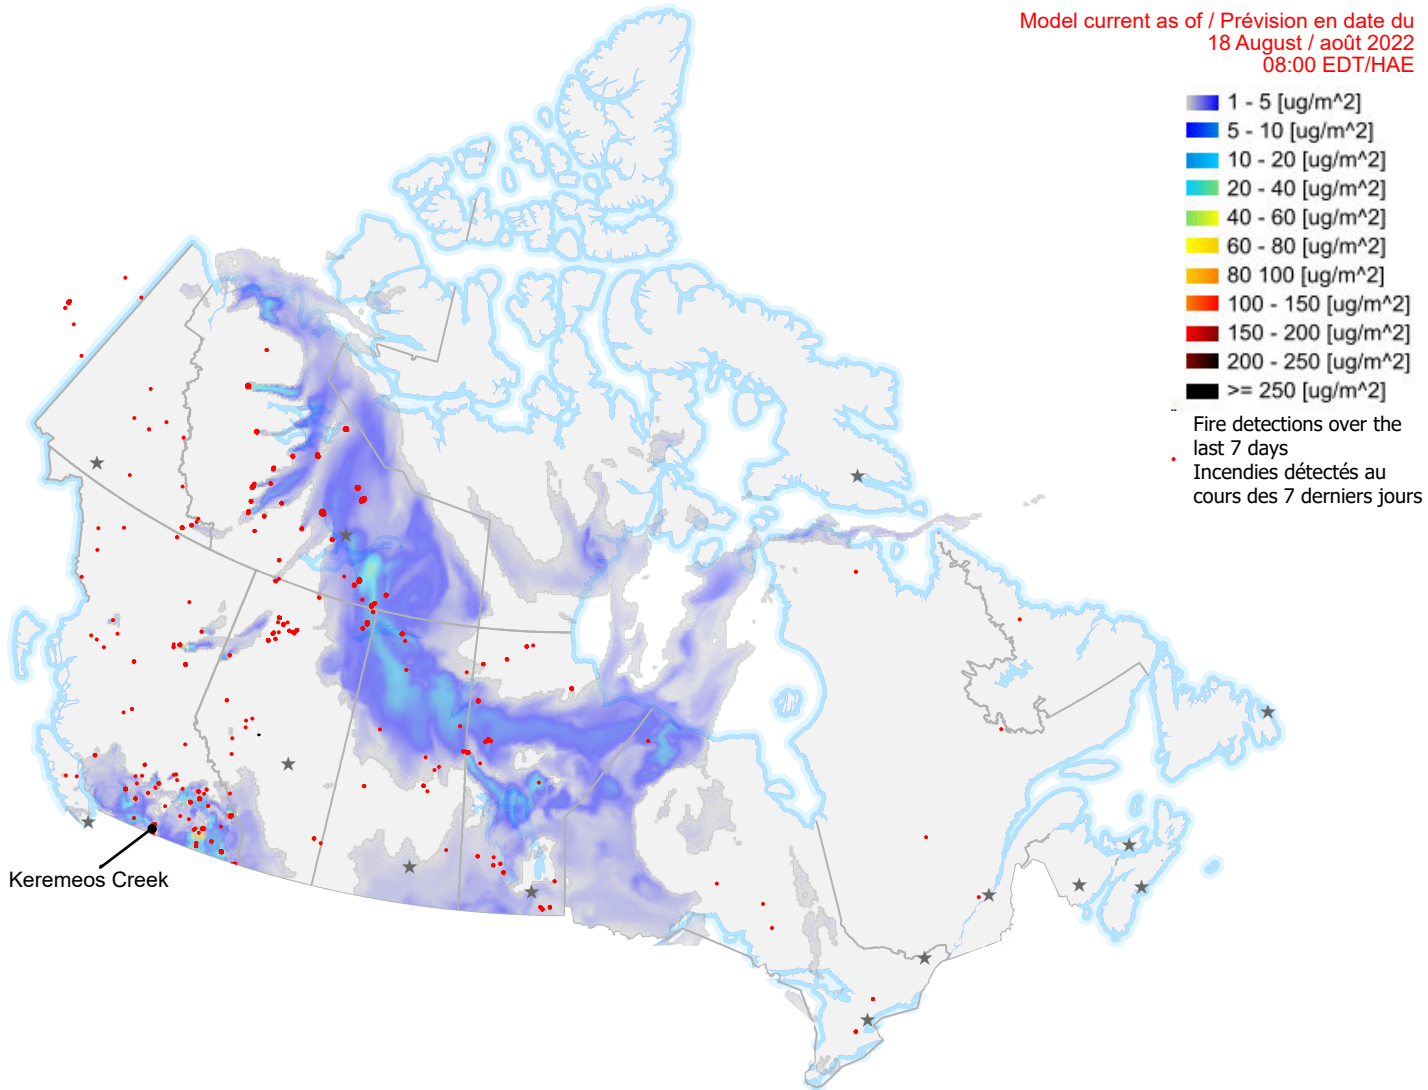 Model current as of / Prévision en date du
18 August / août 2022
08:00 EDT/HAE
1 - 5 [ug/m^2]
5 - 10 [ug/m^2]
10 - 20 [ug/m^2]
20 - 40 [ug/m^2]
40 - 60 [ug/m^2]
60 - 80 [ug/m^2]
80 100 [ug/m^2]
100 - 150 [ug/m^2]
150 - 200 [ug/m^2]
200 - 250 [ug/m^2]
>= 250 [ug/m^2]
Fire detections over the
last 7 days
Incendies détectés au
cours des 7 derniers jours
Keremeos Creek